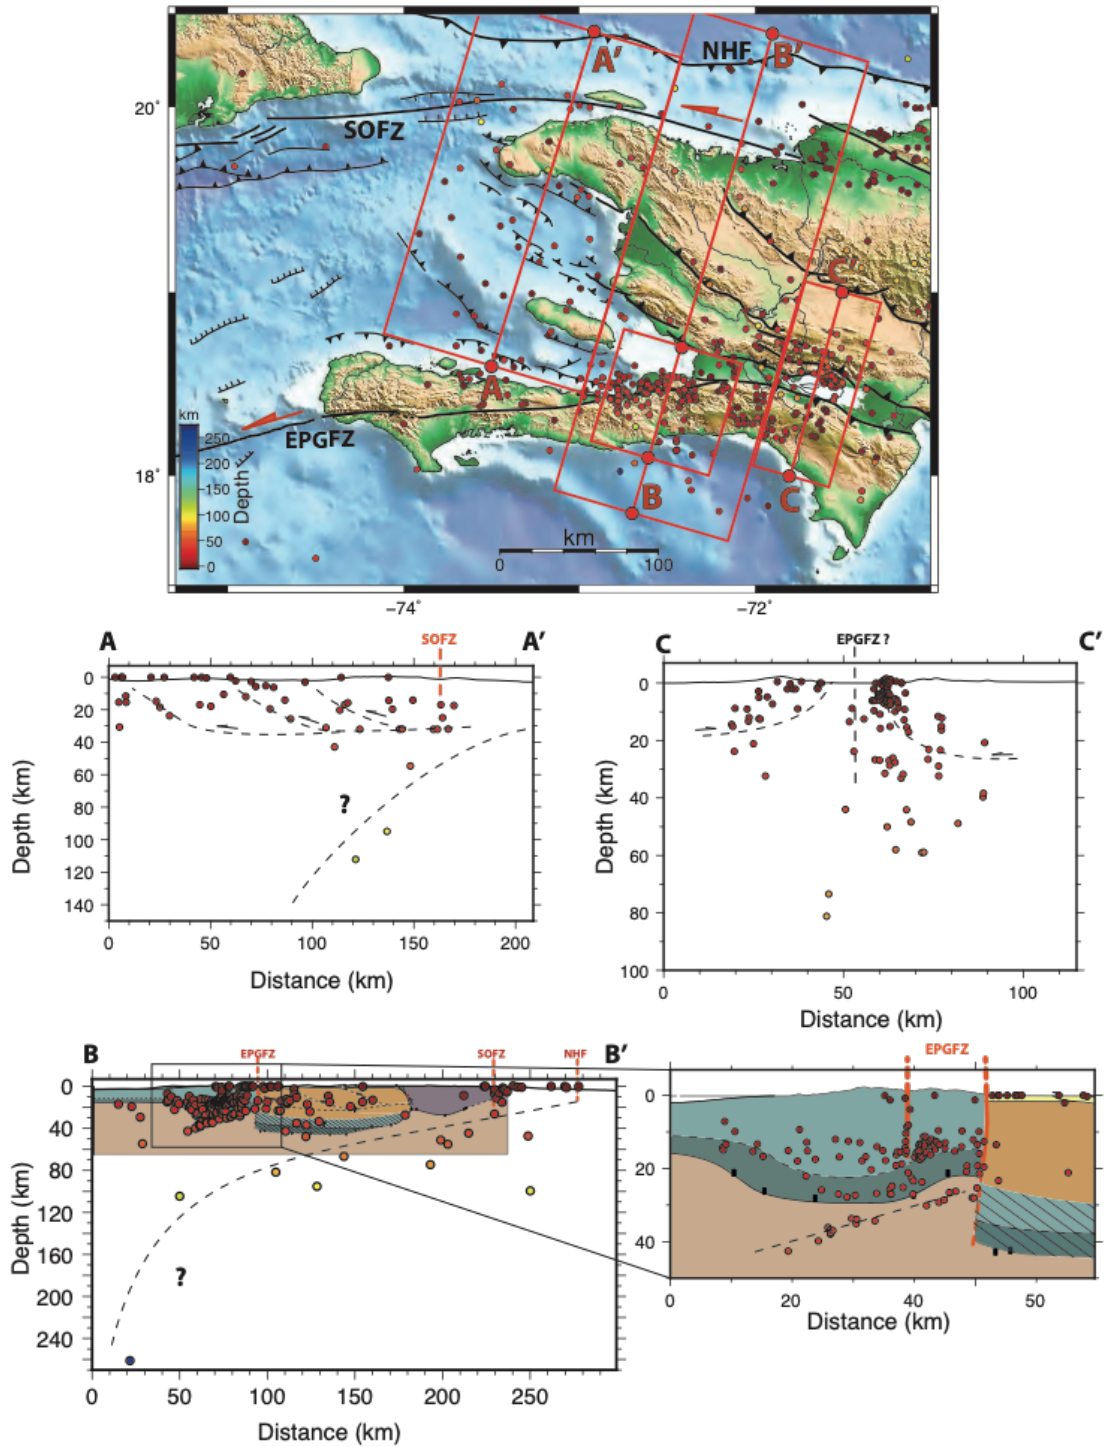 A′
B′
NHF
20°
SOFZ
C′
A
EPGFZ
km
250
200
150
100
50
0
Depth
18°
B
C
km
0 100
−74° −72°
A SOFZ A′
0
20
40
60
80
100
120
140
Depth (km)
?
0 50 100 150 200
Distance (km)
C EPGFZ ? C′
0
20
40
60
80
100
Depth (km)
0 50 100
Distance (km)
B EPGFZ SOFZ NHF B′
0
40
80
120
160
200
240
Depth (km)
?
0 50 100 150 200 250
Distance (km)
EPGFZ
0
20
40
0 20 40 50
Distance (km)